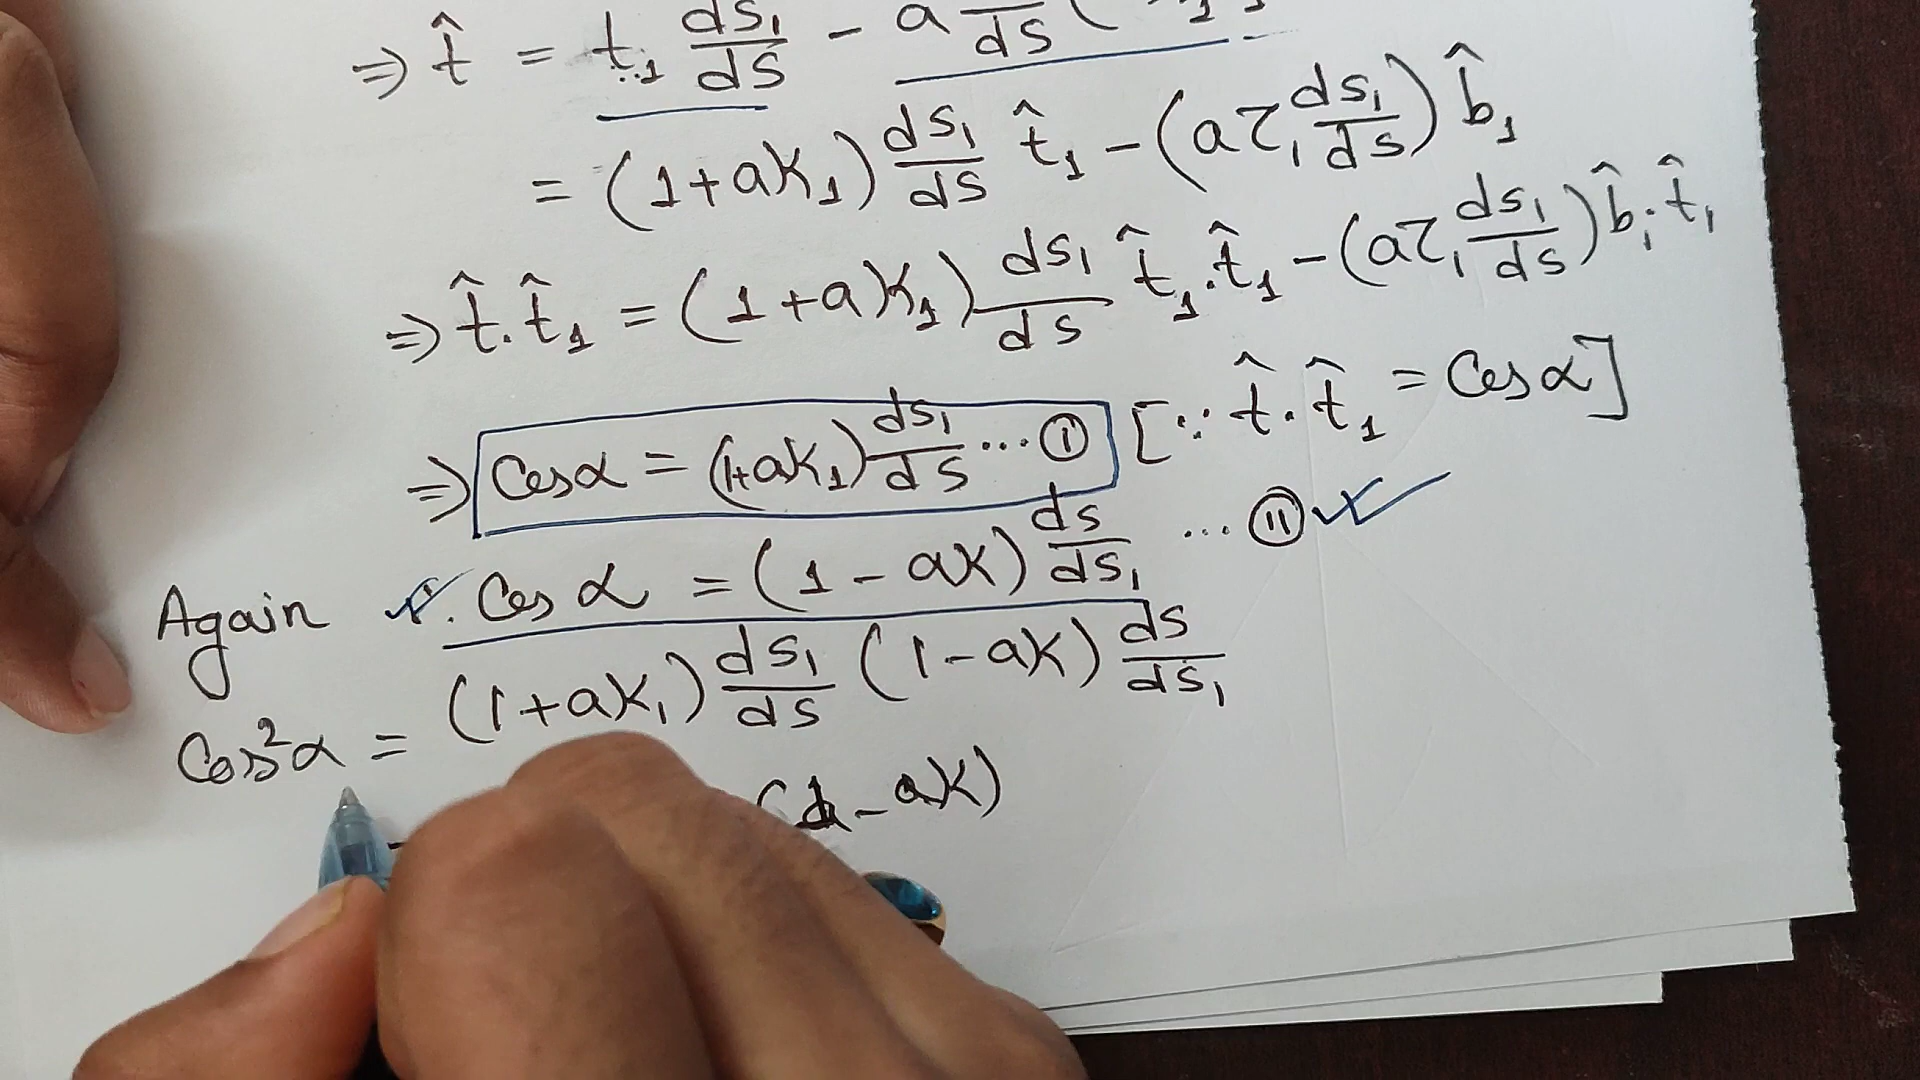 ⇒ t̂ = t₁ ds₁/ds - a /ds (
= (1+aK₁) ds₁/ds t̂₁ - (aτ₁ ds₁/ds) b̂₁
⇒ t̂.t̂₁ = (1+aK₁) ds₁/ds t̂₁.t̂₁ - (aτ₁ ds₁/ds) b̂₁.t̂₁
⇒ Cosα = (1+aK₁) ds₁/ds ... ⓘ [∵ t̂.t̂₁ = Cosα]
Again Cosα = (1-aK) ds/ds₁ ... ⓘⓘ ✓
Cos²α = (1+aK₁) ds₁/ds (1-aK) ds/ds₁
(1-aK)